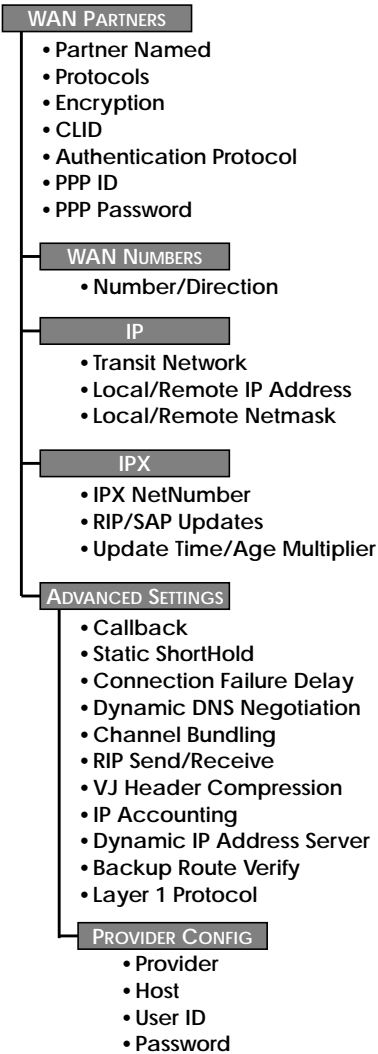 WAN PARTNERS
• Partner Named
• Protocols
• Encryption
• CLID
• Authentication Protocol
• PPP ID
• PPP Password
WAN NUMBERS
• Number/Direction
IP
• Transit Network
• Local/Remote IP Address
• Local/Remote Netmask
IPX
• IPX NetNumber
• RIP/SAP Updates
• Update Time/Age Multiplier
ADVANCED SETTINGS
• Callback
• Static ShortHold
• Connection Failure Delay
• Dynamic DNS Negotiation
• Channel Bundling
• RIP Send/Receive
• VJ Header Compression
• IP Accounting
• Dynamic IP Address Server
• Backup Route Verify
• Layer 1 Protocol
PROVIDER CONFIG
• Provider
• Host
• User ID
• Password